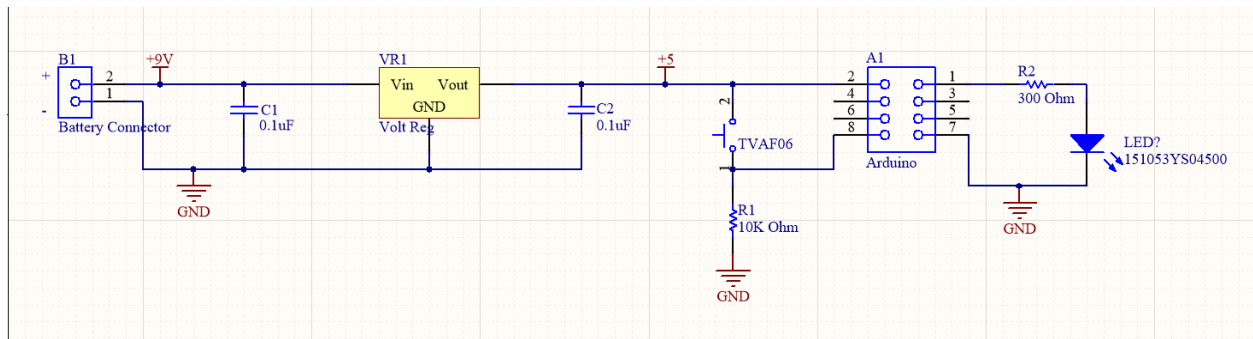 B1
+
2
1
-
Battery Connector
+9V
C1
0.1uF
GND
VR1
Vin
Vout
GND
Volt Reg
C2
0.1uF
+5
2
TVAF06
1
R1
10K Ohm
GND
A1
2
1
4
3
6
5
8
7
Arduino
R2
300 Ohm
LED?
151053YS04500
GND